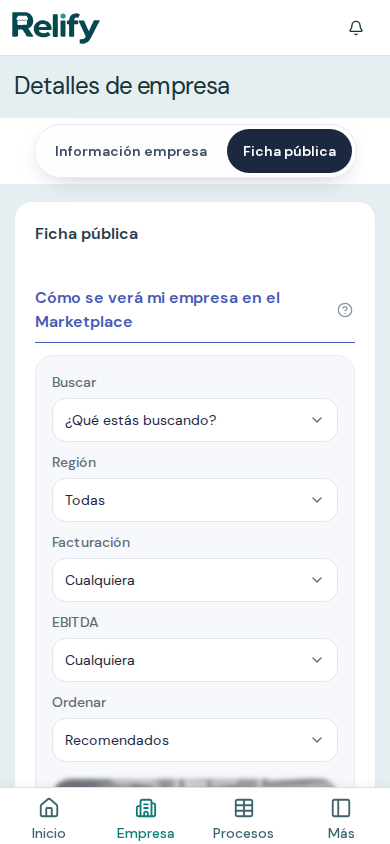 Relify
Detalles de empresa
Información empresa
Ficha pública
Ficha pública
Cómo se verá mi empresa en el
Marketplace
Buscar
¿Qué estás buscando?
Región
Todas
Facturación
Cualquiera
EBITDA
Cualquiera
Ordenar
Recomendados
Inicio
Empresa
Procesos
Más